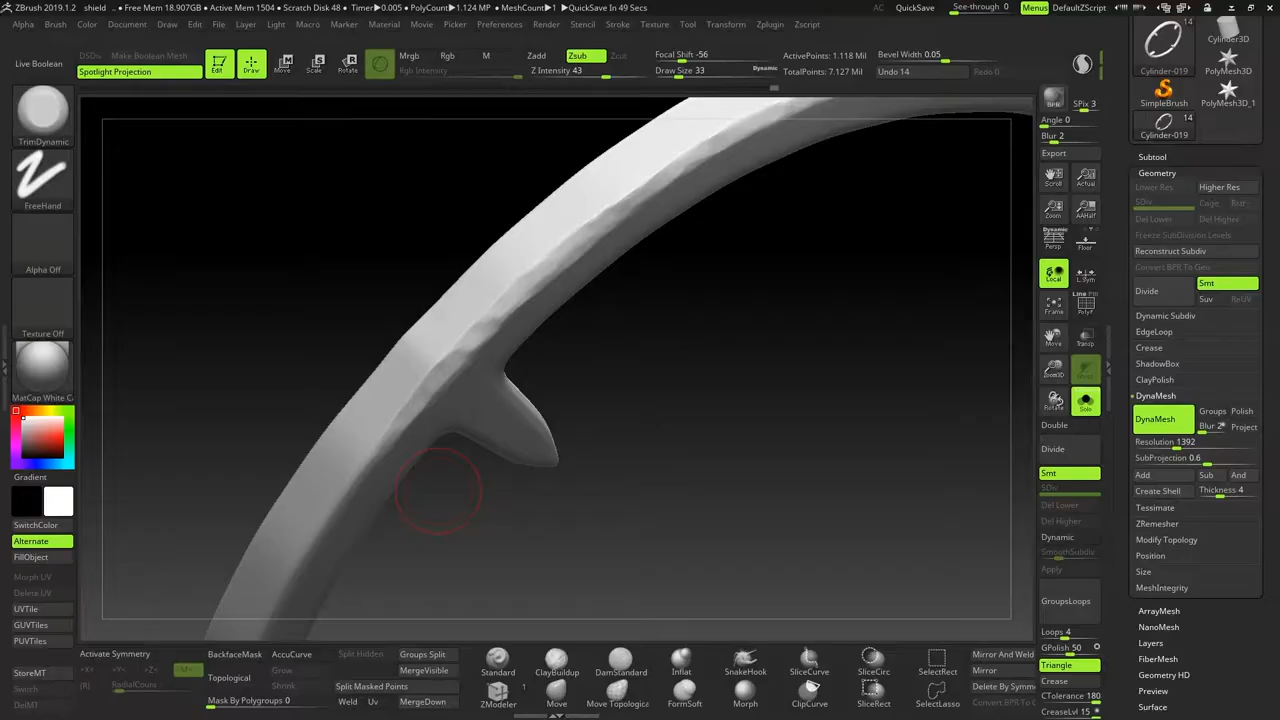 ZBrush 2019.1.2 shield .. • Free Mem 18.907GB • Active Mem 1504 • Scratch Disk 48 • Timer▶0.005 • PolyCount▶1.124 MP • MeshCount▶1 ▼QuickSave In 49 Secs AC QuickSave See-through 0 Menus DefaultZScript
Alpha Brush Color Document Draw Edit File Layer Light Macro Marker Material Movie Picker Preferences Render Stencil Stroke Texture Tool Transform Zplugin Zscript
Live Boolean
DSDiv Make Boolean Mesh
Spotlight Projection
Edit Draw Move Scale Rotate
Mrgb Rgb M
Rgb Intensity
Zadd Zsub Zcut
Z Intensity 43
Focal Shift -56
Draw Size 33 Dynamic
ActivePoints: 1.118 Mil
TotalPoints: 7.127 Mil
Bevel Width 0.05
Undo 14 Redo 0
TrimDynamic
FreeHand
Alpha Off
Texture Off
MatCap White C
Gradient
SwitchColor
Alternate
FillObject
Morph UV
Delete UV
UVTile
GUVTiles
PUVTiles
StoreMT
Switch
DelMT
BPR SPix 3
Angle 0
Blur 2
Export
Scroll Actual
Zoom AAHalf
Dynamic
Persp Floor
Local L.Sym
Frame Line Fill PolyF
Move Transp
Zoom3D
Rotate Solo
Double
Divide
Smt
SDiv
Del Lower
Del Higher
Dynamic
SmoothSubdiv
Apply
GroupsLoops
Loops 4
GPolish 50
Triangle
Crease
CTolerance 180
CreaseLvl 15
14
Cylinder-019
Cylinder3D
PolyMesh3D
SimpleBrush
PolyMesh3D_1
14
Cylinder-019
Subtool
Geometry
Lower Res Higher Res
SDiv Cage
Del Lower Del Higher
Freeze SubDivision Levels
Reconstruct Subdiv
Convert BPR To Geo
Divide Smt
Suv ReUV
Dynamic Subdiv
EdgeLoop
Crease
ShadowBox
ClayPolish
DynaMesh
DynaMesh Groups Polish
Blur 2 Project
Resolution 1392
SubProjection 0.6
Add Sub And
Create Shell Thickness 4
Tessimate
ZRemesher
Modify Topology
Position
Size
MeshIntegrity
ArrayMesh
NanoMesh
Layers
FiberMesh
Geometry HD
Preview
Surface
Activate Symmetry
>X< >Y< >Z< >M<
(R) RadialCount
BackfaceMask
Topological
Mask By Polygroups 0
AccuCurve
Grow
Shrink
Split Hidden Groups Split
MergeVisible
Split Masked Points
Weld Uv MergeDown
Standard ClayBuildup DamStandard Inflat SnakeHook SliceCurve SliceCirc SelectRect
1
ZModeler Move Move Topologica FormSoft Morph ClipCurve SliceRect SelectLasso
Mirror And Weld
Mirror
Delete By Symm